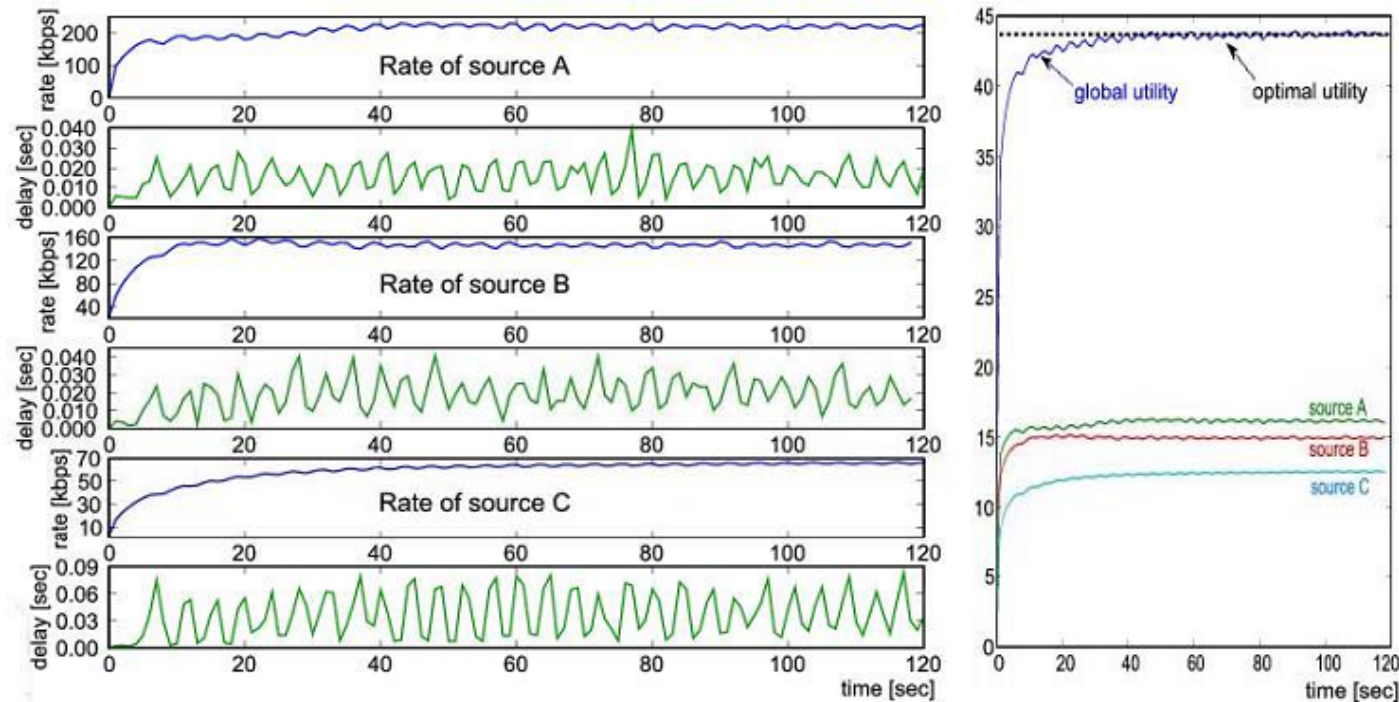 rate [kbps]
200
100
0
Rate of source A
0 20 40 60 80 100 120
delay [sec]
0.040
0.030
0.020
0.010
0.000
0 20 40 60 80 100 120
rate [kbps]
160
120
80
40
Rate of source B
0 20 40 60 80 100 120
delay [sec]
0.040
0.030
0.020
0.010
0.000
0 20 40 60 80 100 120
rate [kbps]
70
50
30
10
Rate of source C
0 20 40 60 80 100 120
delay [sec]
0.09
0.06
0.03
0.00
0 20 40 60 80 100 120
time [sec]
45
40
35
30
25
20
15
10
5
0
global utility
optimal utility
source A
source B
source C
0 20 40 60 80 100 120
time [sec]